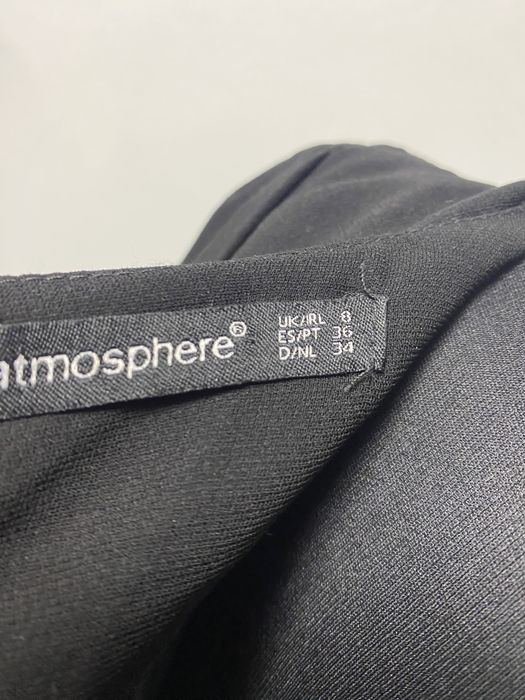 atmosphere®
UK/IRL 8
ES/PT 36
D/NL 34